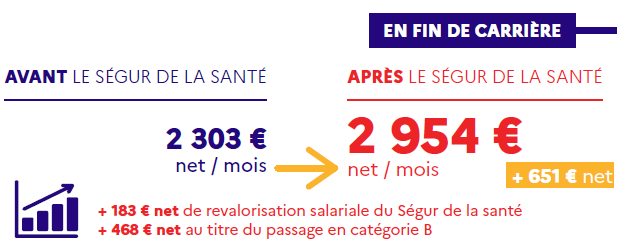 EN FIN DE CARRIÈRE
AVANT LE SÉGUR DE LA SANTÉ
APRÈS LE SÉGUR DE LA SANTÉ
2 303 €
net / mois
2 954 €
net / mois
+ 651 € net
+ 183 € net de revalorisation salariale du Ségur de la santé
+ 468 € net au titre du passage en catégorie B